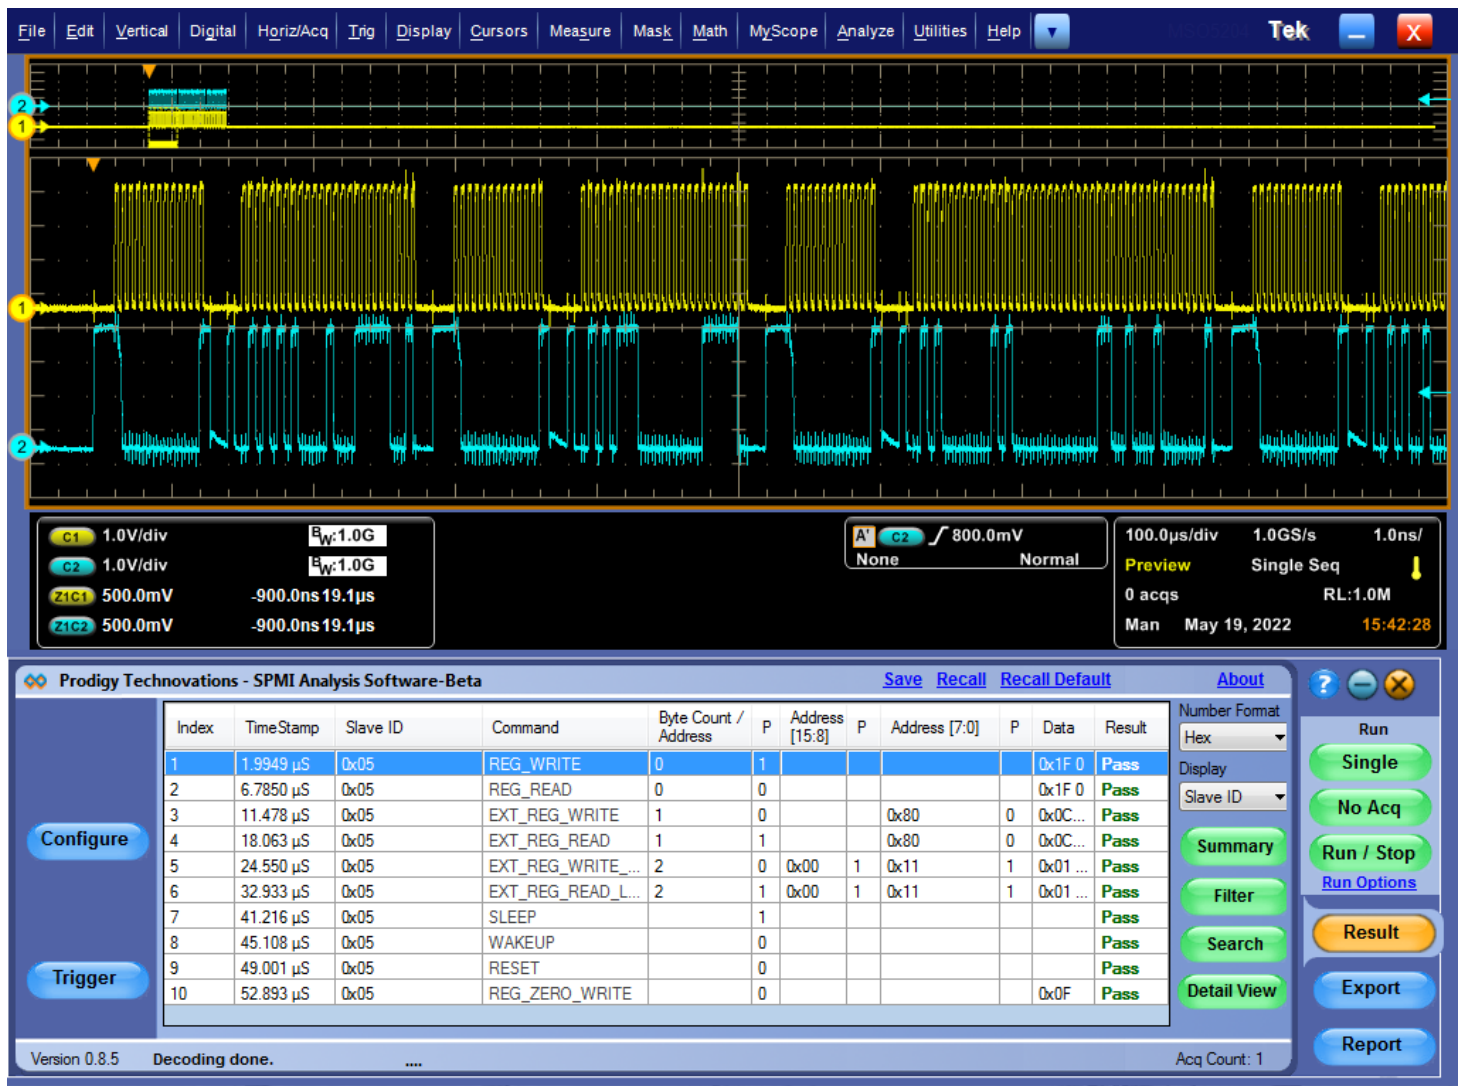 File Edit Vertical Digital Horiz/Acq Trig Display Cursors Measure Mask Math MyScope Analyze Utilities Help Tek X
2
1
1
2
C1 1.0V/div BW:1.0G
C2 1.0V/div BW:1.0G
Z1C1 500.0mV -900.0ns 19.1µs
Z1C2 500.0mV -900.0ns 19.1µs
A' C2 800.0mV
None Normal
100.0µs/div 1.0GS/s 1.0ns/
Preview Single Seq
0 acqs RL:1.0M
Man May 19, 2022 15:42:28
Prodigy Technovations - SPMI Analysis Software-Beta Save Recall Recall Default About ?
Index TimeStamp Slave ID Command Byte Count / Address P Address [15:8] P Address [7:0] P Data Result
1 1.9949 µS 0x05 REG_WRITE 0 1 0x1F 0 Pass
2 6.7850 µS 0x05 REG_READ 0 0 0x1F 0 Pass
3 11.478 µS 0x05 EXT_REG_WRITE 1 0 0x80 0 0x0C... Pass
4 18.063 µS 0x05 EXT_REG_READ 1 1 0x80 0 0x0C... Pass
5 24.550 µS 0x05 EXT_REG_WRITE_... 2 0 0x00 1 0x11 1 0x01 ... Pass
6 32.933 µS 0x05 EXT_REG_READ_L... 2 1 0x00 1 0x11 1 0x01 ... Pass
7 41.216 µS 0x05 SLEEP 1 Pass
8 45.108 µS 0x05 WAKEUP 0 Pass
9 49.001 µS 0x05 RESET 0 Pass
10 52.893 µS 0x05 REG_ZERO_WRITE 0 0x0F Pass
Configure
Trigger
Number Format
Hex
Display
Slave ID
Summary
Filter
Search
Detail View
Run
Single
No Acq
Run / Stop
Run Options
Result
Export
Report
Version 0.8.5 Decoding done. .... Acq Count: 1